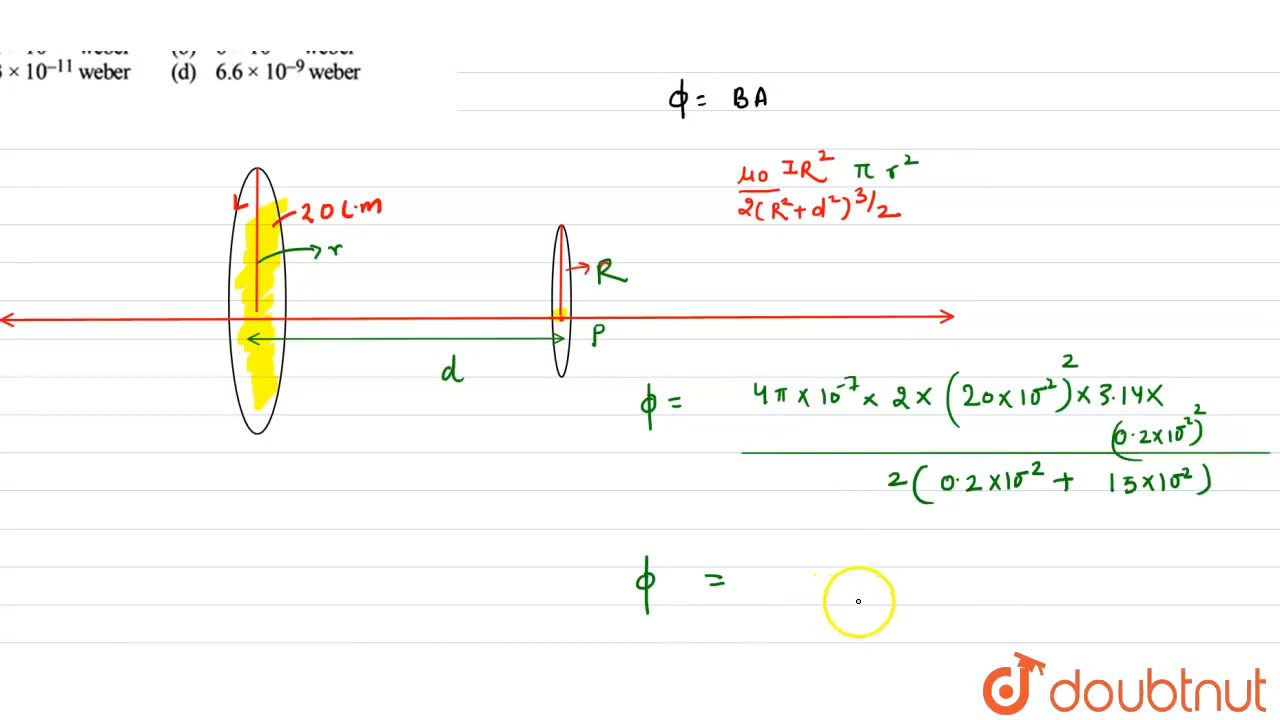 × 10⁻¹¹ weber (d) 6.6 × 10⁻⁹ weber
ϕ = BA
μ0 IR² π r²
2(R² + d²)^3/2
20 cm
r
R
P
d
ϕ = 4π × 10⁻⁷ × 2 × (20 × 10⁻²)² × 3.14 ×
(0.2 × 10⁻²)²
2 ( 0.2 × 10⁻² + 15 × 10⁻² )
ϕ =
doubtnut